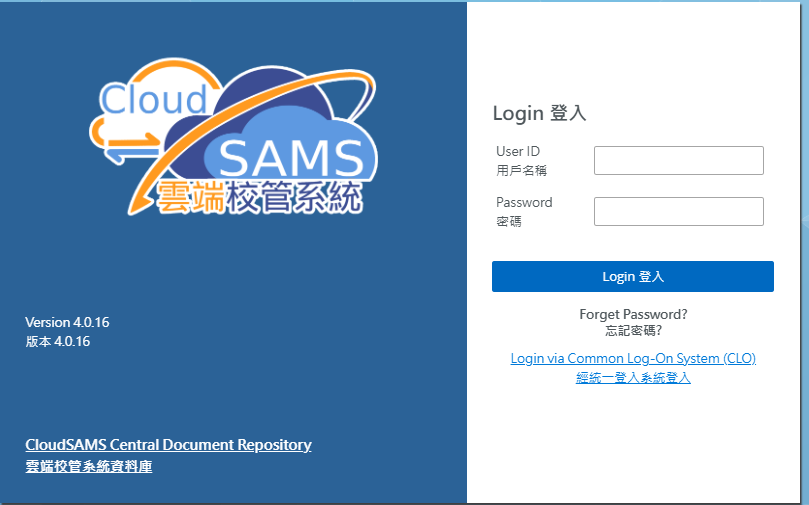 Cloud
SAMS
雲端校管系統
Version 4.0.16
版本 4.0.16
CloudSAMS Central Document Repository
雲端校管系統資料庫
Login 登入
User ID
用戶名稱
Password
密碼
Login 登入
Forget Password?
忘記密碼?
Login via Common Log-On System (CLO)
經統一登入系統登入